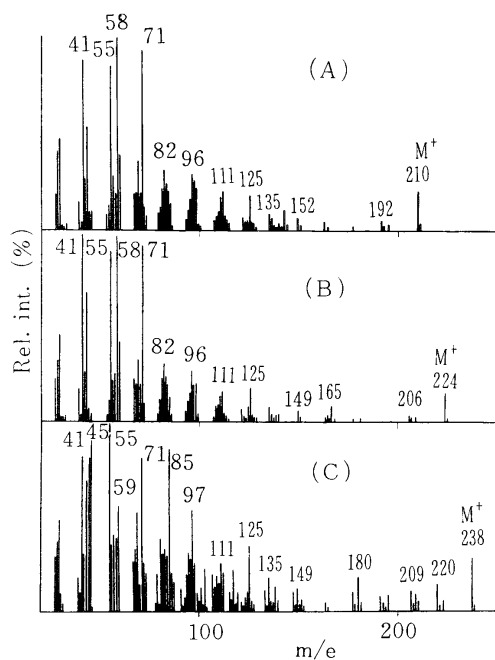 Rel. int. (%)
(A)
41 55 58 71
82 96 111 125 135 152 192
M+
210
(B)
41 55 58 71
82 96 111 125 149 165 206
M+
224
(C)
41 45 55 59 71 85
97 111 125 135 149 180 209 220
M+
238
100 200
m/e